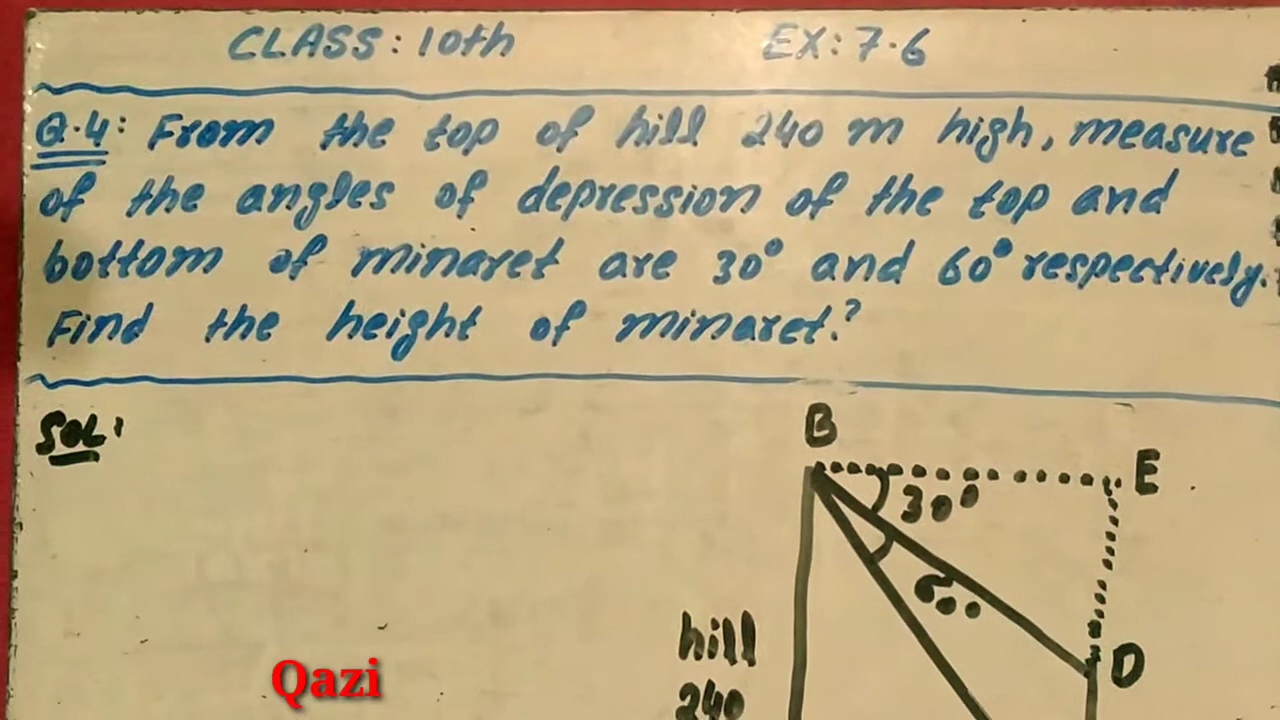 CLASS: 10th EX: 7.6
Q.4: From the top of hill 240 m high, measure
of the angles of depression of the top and
bottom of minaret are 30° and 60° respectively.
Find the height of minaret.?
SOL:
B
E
30°
60°
D
hill
240
Qazi